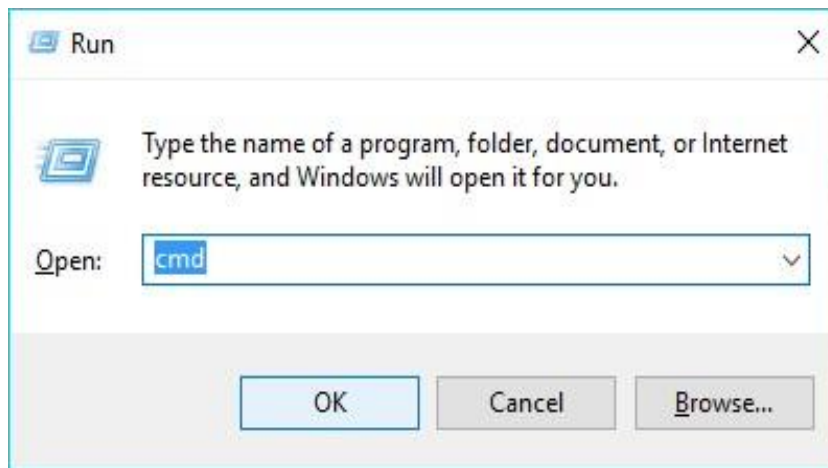 Run
Type the name of a program, folder, document, or Internet
resource, and Windows will open it for you.
Open: cmd
OK Cancel Browse...